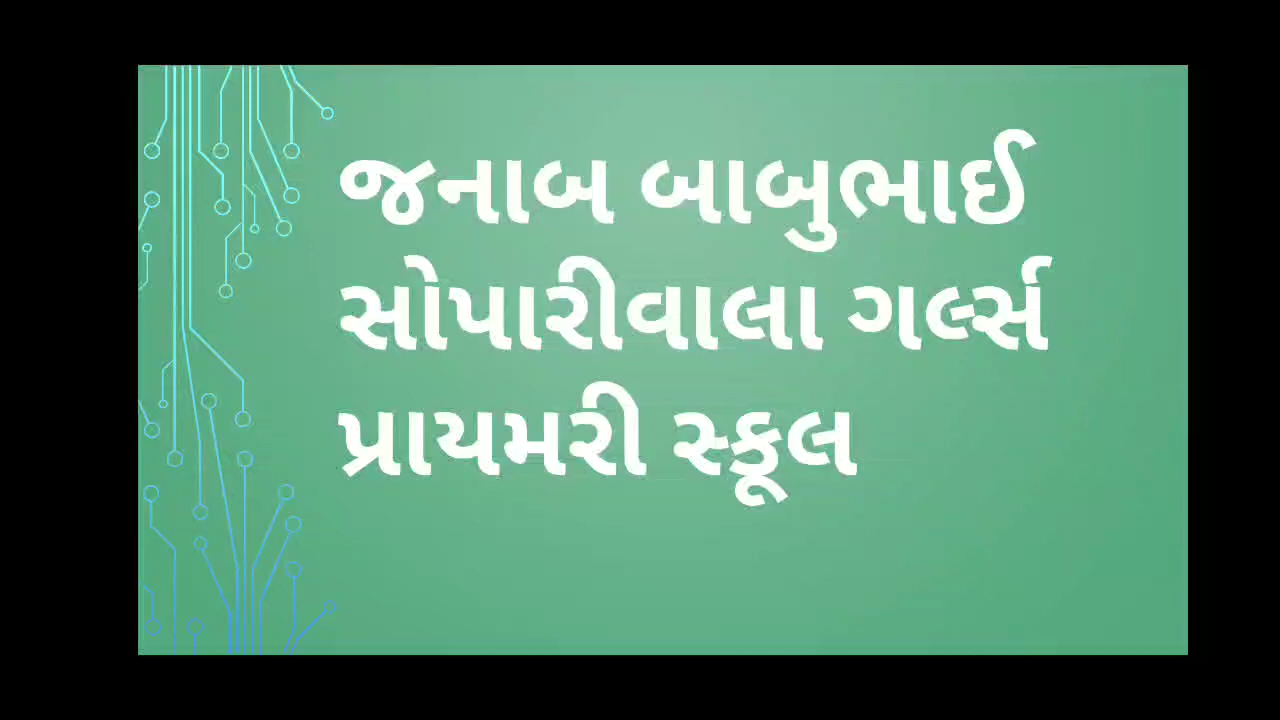 જનાબ બાબુભાઈ
સોપારીવાલા ગર્લ્સ
પ્રાયમરી સ્કૂલ